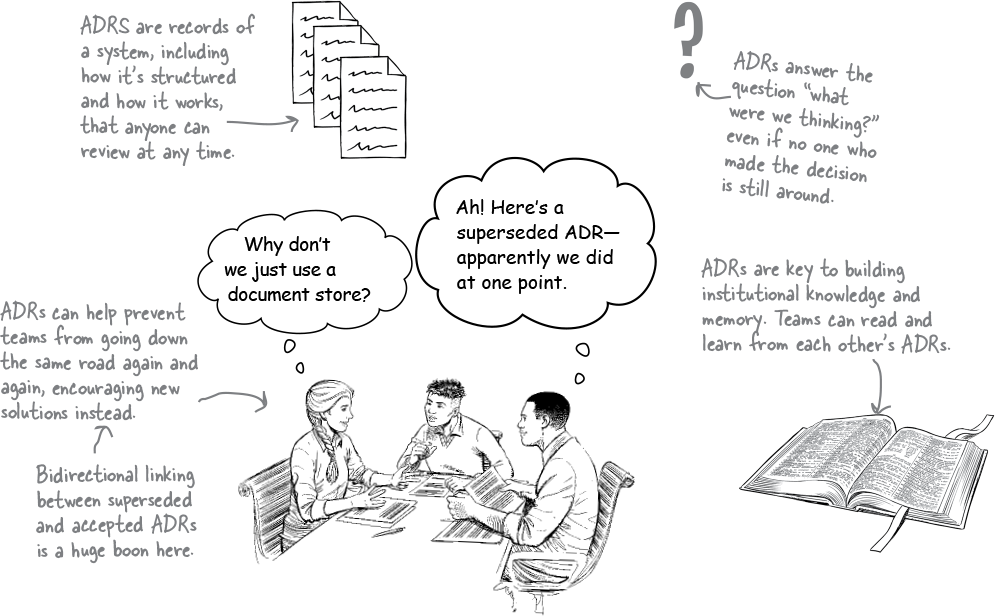 ADRS are records of
a system, including
how it's structured
and how it works,
that anyone can
review at any time.
?
ADRs answer the
question "what
were we thinking?"
even if no one who
made the decision
is still around.
Why don't
we just use a
document store?
Ah! Here's a
superseded ADR—
apparently we did
at one point.
ADRs are key to building
institutional knowledge and
memory. Teams can read and
learn from each other's ADRs.
ADRs can help prevent
teams from going down
the same road again and
again, encouraging new
solutions instead.
Bidirectional linking
between superseded
and accepted ADRs
is a huge boon here.